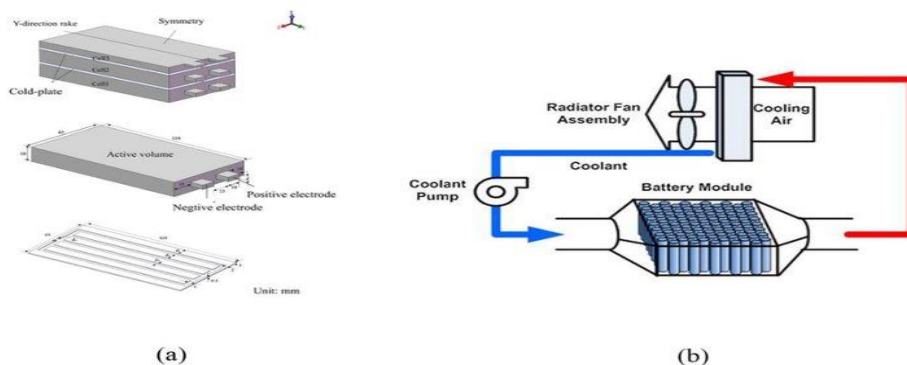 Y-direction rake
Symmetry
Cell3
Cell2
Cell1
Cold-plate
Active volume
Positive electrode
Negtive electrode
Unit: mm
(a)
Radiator Fan
Assembly
Cooling
Air
Coolant
Coolant
Pump
Battery Module
(b)